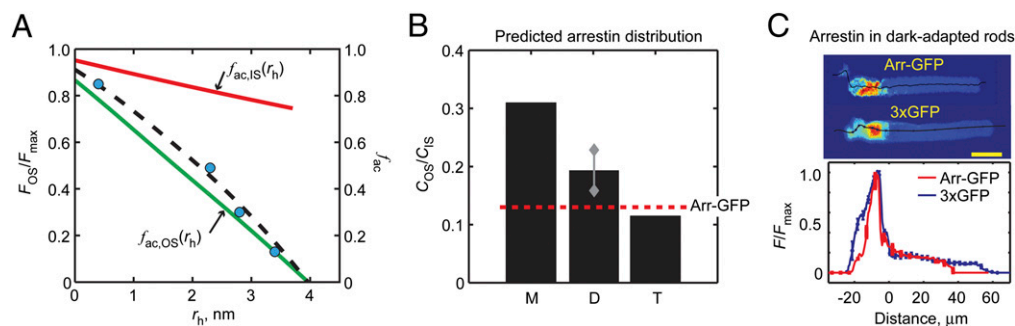 A
1.0
0.8
0.6
0.4
0.2
0
F_OS/F_max
f_ac,IS(r_h)
f_ac,OS(r_h)
1.0
0.8
0.6
0.4
0.2
0.0
f_ac
0 1 2 3 4
r_h, nm
B
Predicted arrestin distribution
0.4
0.3
0.2
0.1
0
C_OS/C_IS
Arr-GFP
M D T
C
Arrestin in dark-adapted rods
Arr-GFP
3xGFP
Arr-GFP
3xGFP
1.0
0
F/F_max
-20 0 20 40 60
Distance, µm